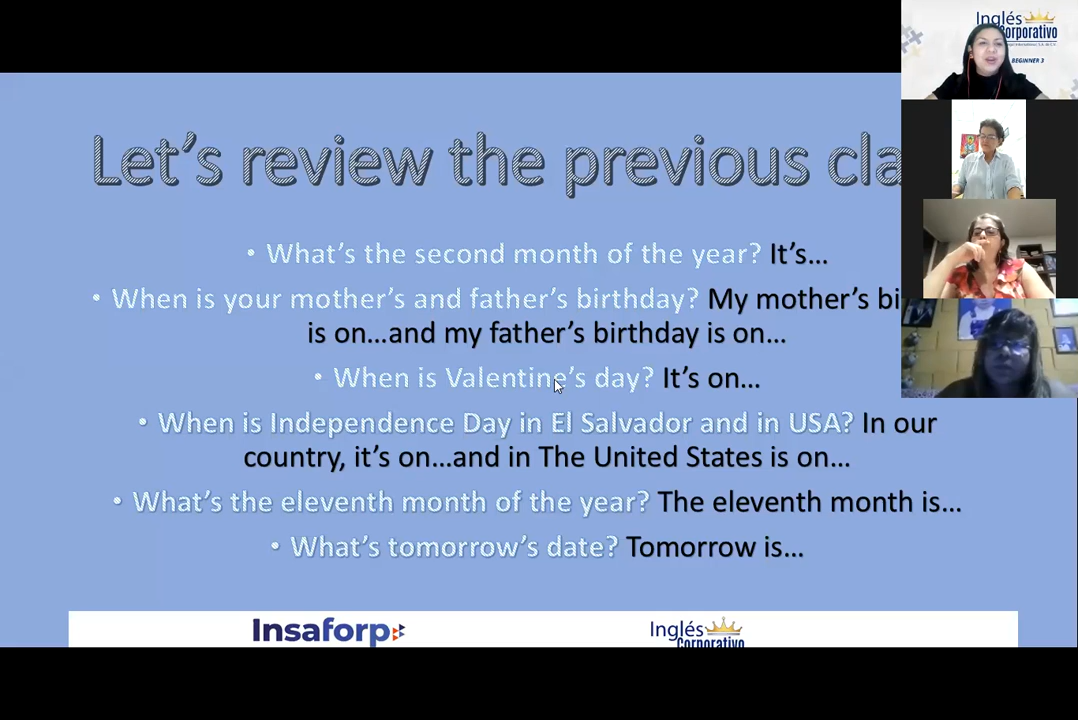 Inglés
Corporativo
BEGINNER 3
Let's review the previous cla
• What's the second month of the year? It's...
• When is your mother's and father's birthday? My mother's bi
is on...and my father's birthday is on...
• When is Valentine's day? It's on...
• When is Independence Day in El Salvador and in USA? In our
country, it's on...and in The United States is on...
• What's the eleventh month of the year? The eleventh month is...
• What's tomorrow's date? Tomorrow is...
Insaforp
Inglés
Corporativo